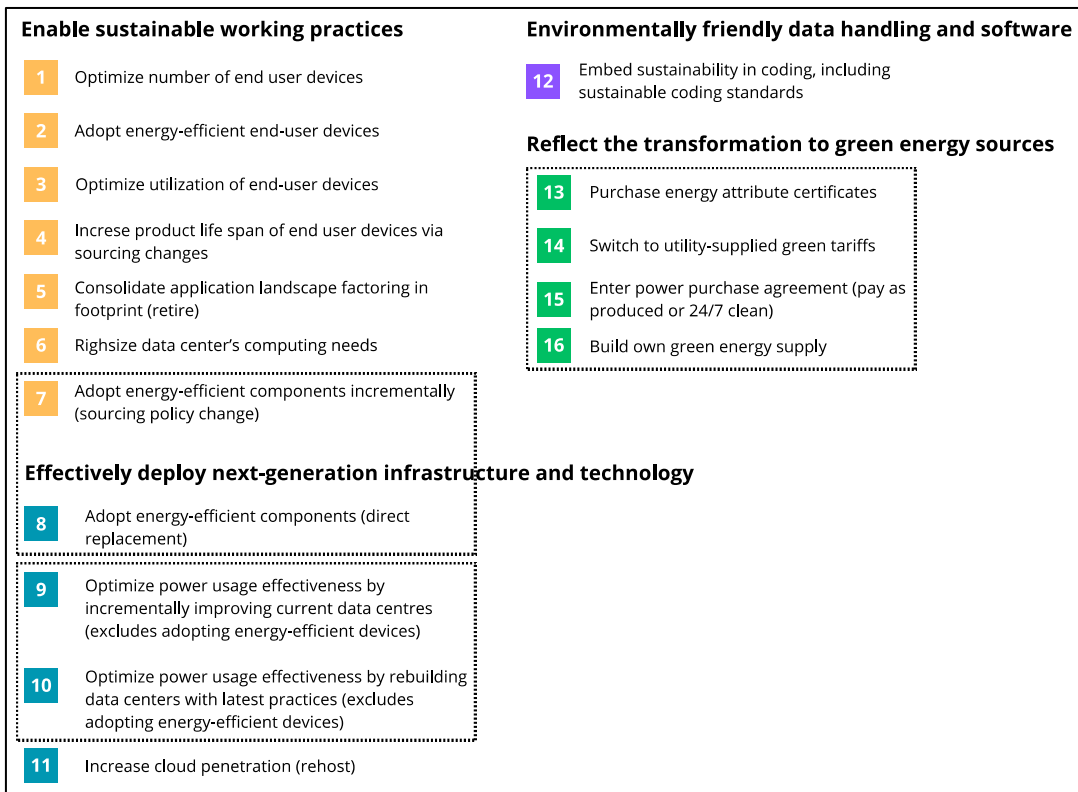 Enable sustainable working practices
1 Optimize number of end user devices
2 Adopt energy-efficient end-user devices
3 Optimize utilization of end-user devices
4 Increse product life span of end user devices via
sourcing changes
5 Consolidate application landscape factoring in
footprint (retire)
6 Righsize data center's computing needs
7 Adopt energy-efficient components incrementally
(sourcing policy change)
Effectively deploy next-generation infrastructure and technology
8 Adopt energy-efficient components (direct
replacement)
9 Optimize power usage effectiveness by
incrementally improving current data centres
(excludes adopting energy-efficient devices)
10 Optimize power usage effectiveness by rebuilding
data centers with latest practices (excludes
adopting energy-efficient devices)
11 Increase cloud penetration (rehost)
Environmentally friendly data handling and software
12 Embed sustainability in coding, including
sustainable coding standards
Reflect the transformation to green energy sources
13 Purchase energy attribute certificates
14 Switch to utility-supplied green tariffs
15 Enter power purchase agreement (pay as
produced or 24/7 clean)
16 Build own green energy supply